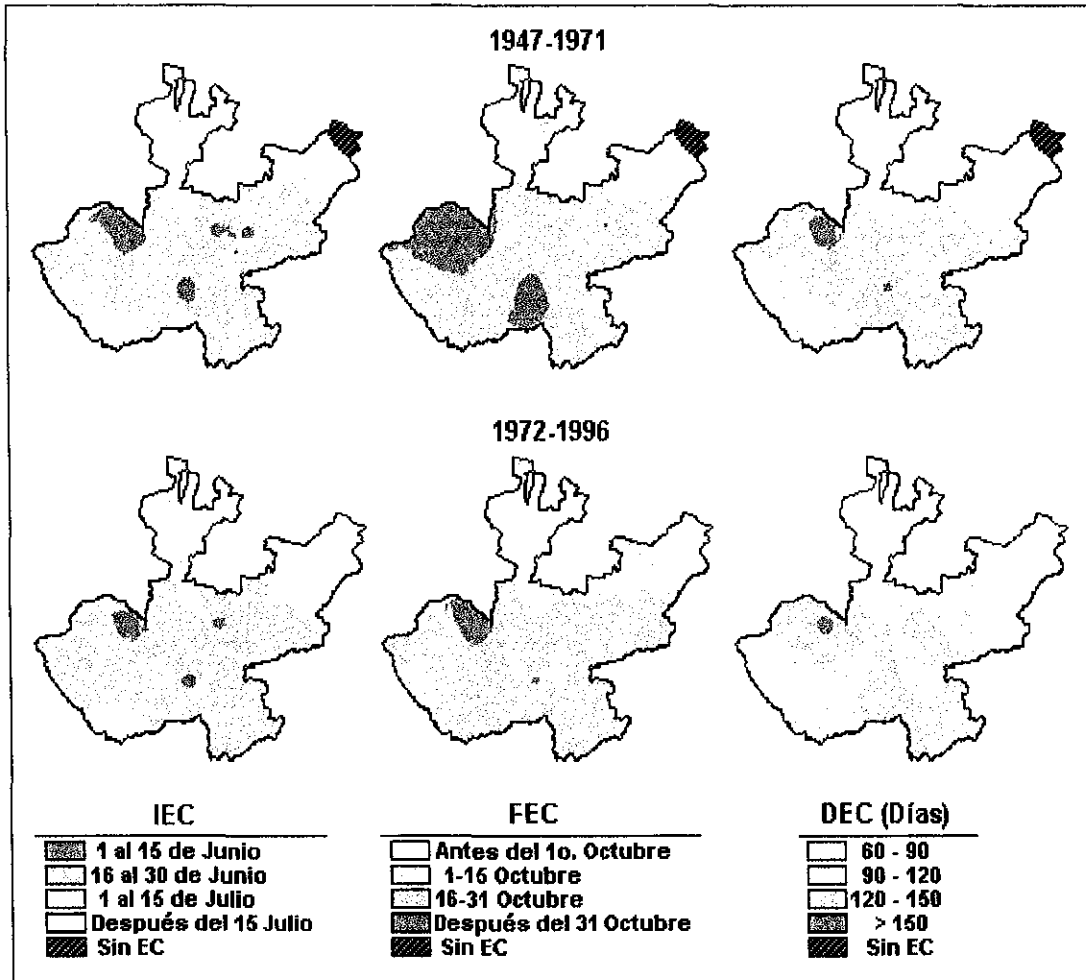 1947-1971
1972-1996
IEC
1 al 15 de Junio
16 al 30 de Junio
1 al 15 de Julio
Después del 15 Julio
Sin EC
FEC
Antes del 1o. Octubre
1-15 Octubre
16-31 Octubre
Después del 31 Octubre
Sin EC
DEC (Días)
60 - 90
90 - 120
120 - 150
> 150
Sin EC